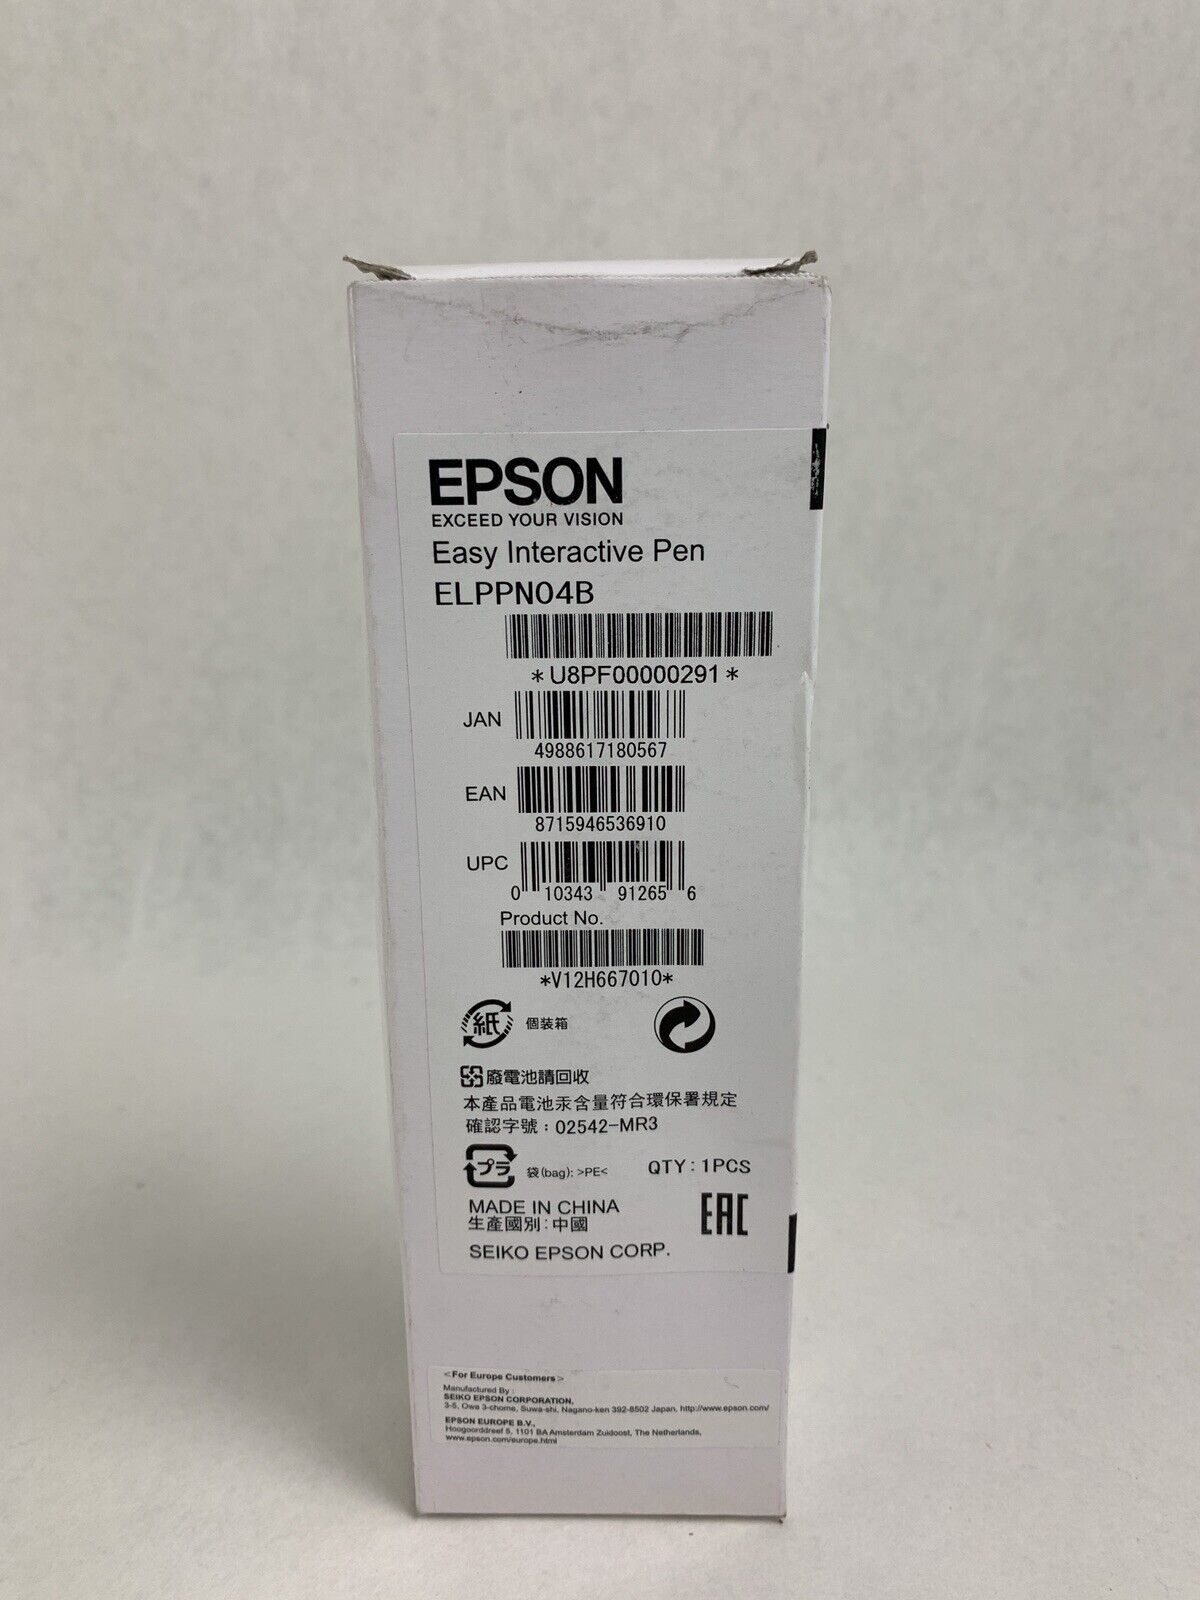 EPSON
EXCEED YOUR VISION
Easy Interactive Pen
ELPPN04B
*U8PF00000291*
JAN
4988617180567
EAN
8715946536910
UPC
0 10343 91265 6
Product No.
*V12H667010*
紙 個装箱
廢電池請回收
本產品電池汞含量符合環保署規定
確認字號：02542-MR3
プラ 袋(bag): >PE< QTY : 1PCS
MADE IN CHINA
生產國別：中國
EAC
SEIKO EPSON CORP.
<For Europe Customers>
Manufactured By :
SEIKO EPSON CORPORATION,
3-5, Owa 3-chome, Suwa-shi, Nagano-ken 392-8502 Japan, http://www.epson.com/
EPSON EUROPE B.V.,
Hoogoorddreef 5, 1101 BA Amsterdam Zuidoost, The Netherlands,
www.epson.com/europe.html